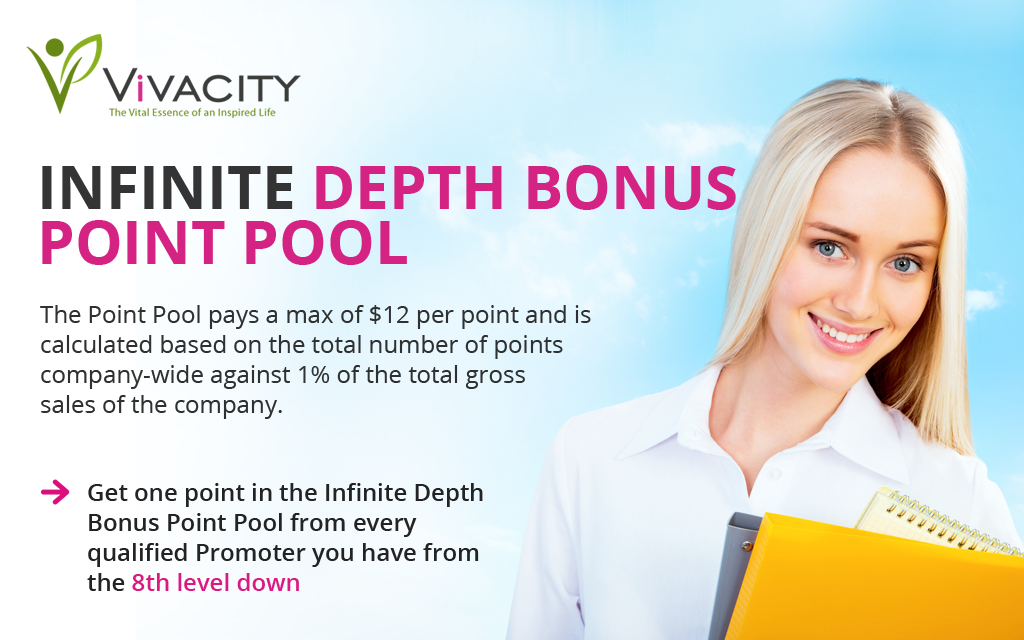 ViVACITY
The Vital Essence of an Inspired Life
INFINITE DEPTH BONUS
POINT POOL
The Point Pool pays a max of $12 per point and is
calculated based on the total number of points
company-wide against 1% of the total gross
sales of the company.
Get one point in the Infinite Depth
Bonus Point Pool from every
qualified Promoter you have from
the 8th level down